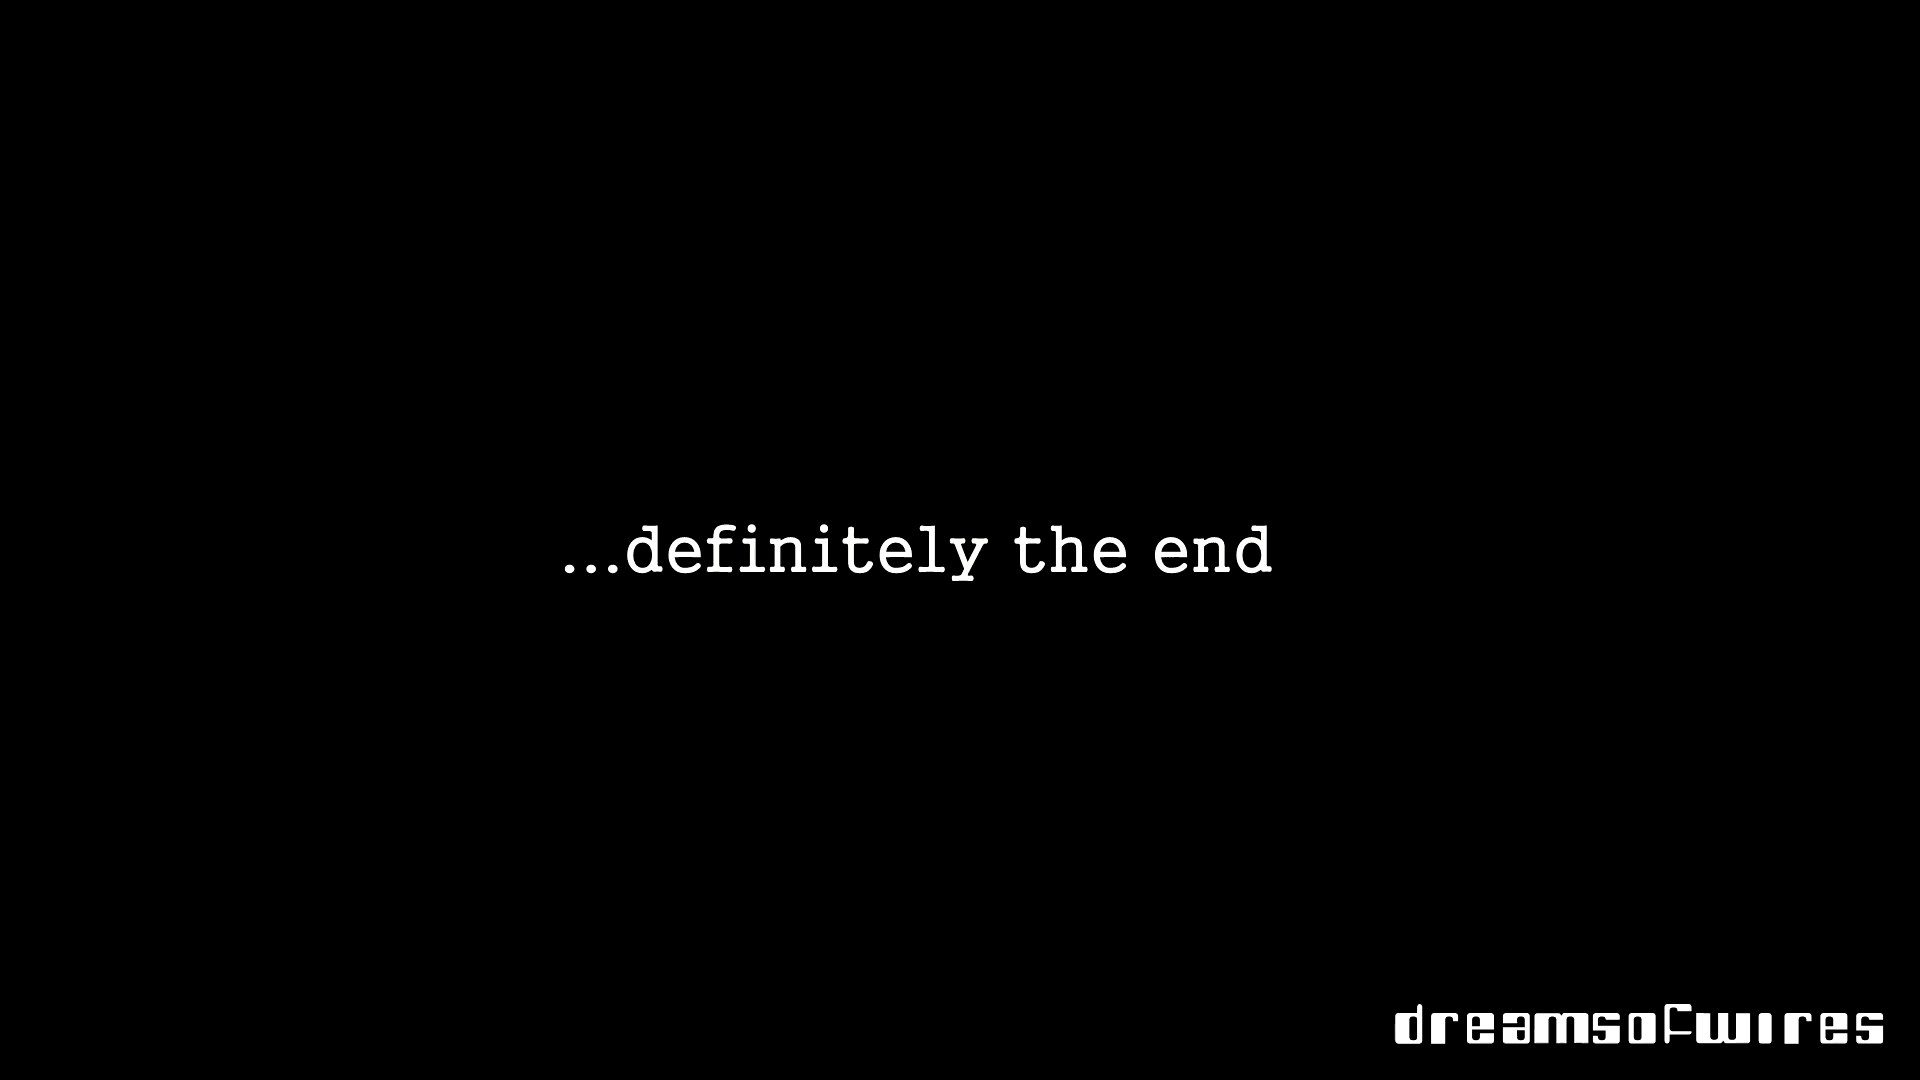 ...definitely the end
dreamsofwires